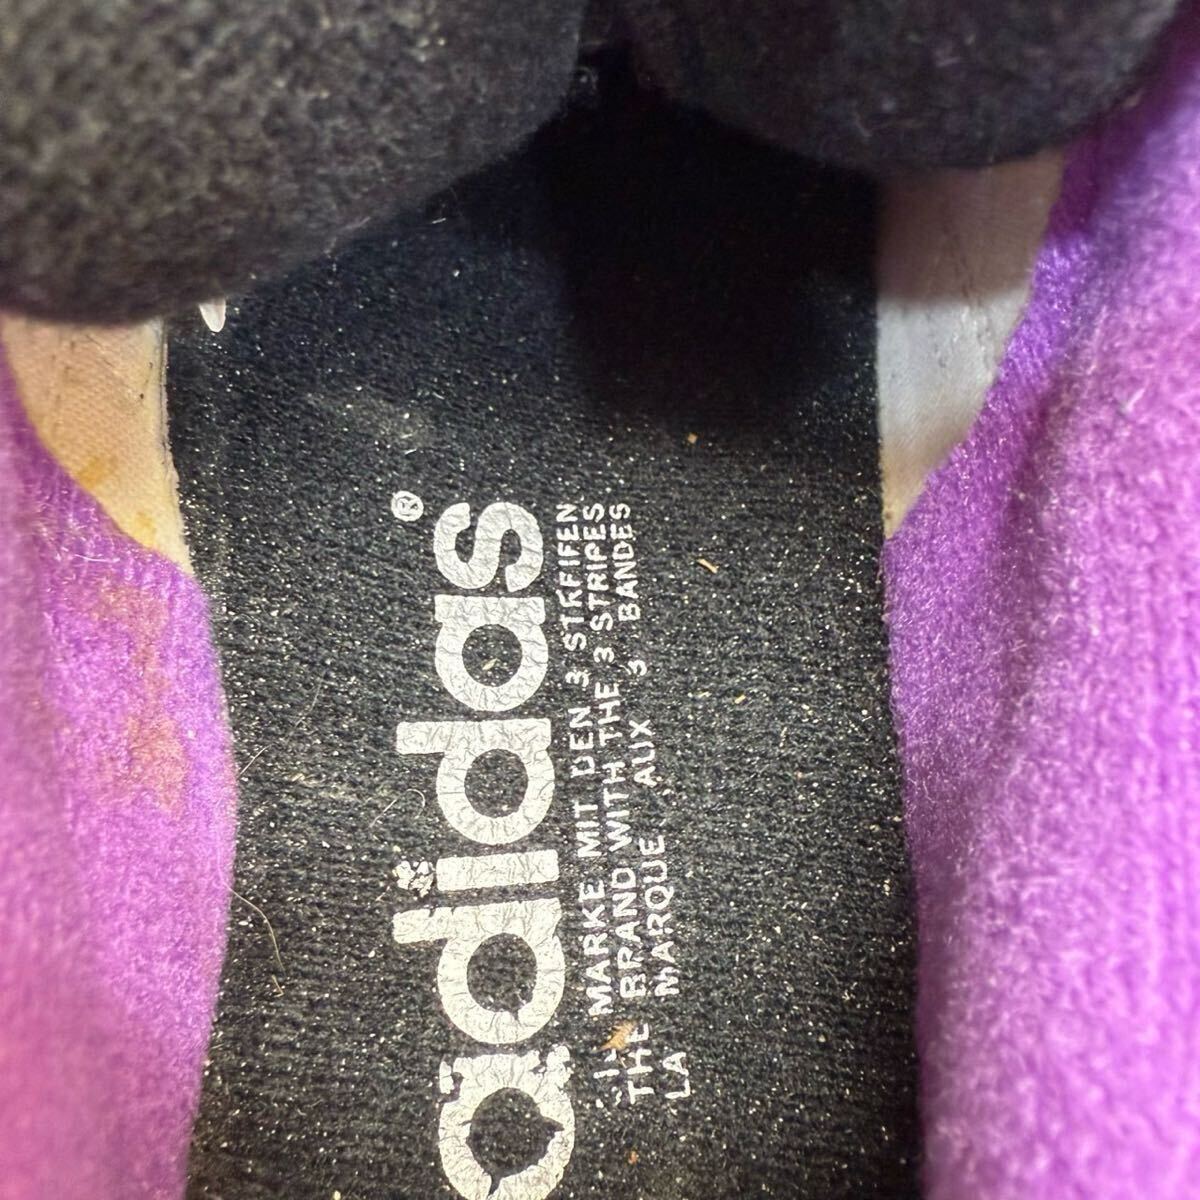 adidas®
MARKE MIT DEN 3 STREIFEN
THE BRAND WITH THE 3 STRIPES
LA MARQUE AUX 3 BANDES